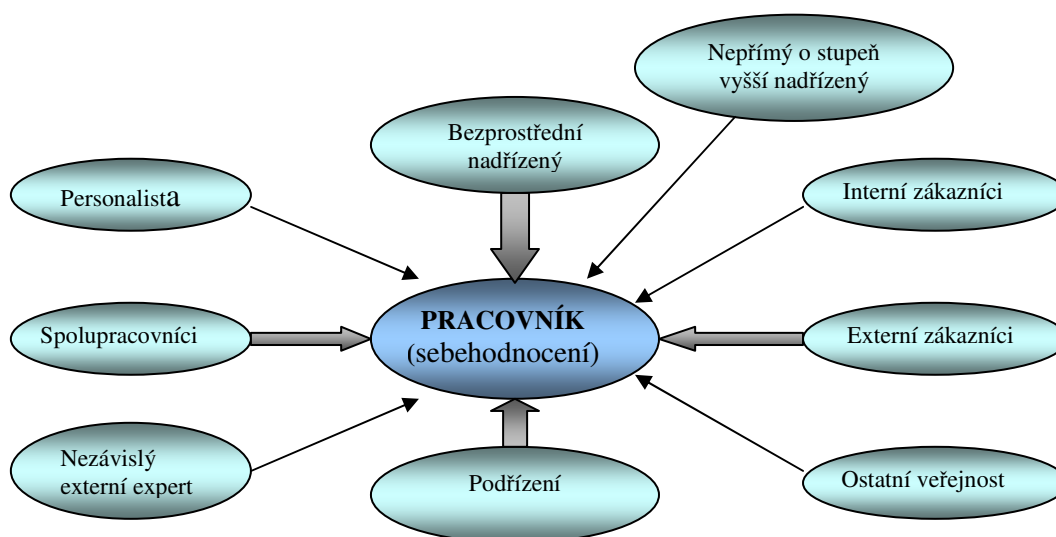 Nepřímý o stupeň
vyšší nadřízený
Bezprostřední
nadřízený
Personalista
Interní zákazníci
PRACOVNÍK
(sebehodnocení)
Spolupracovníci
Externí zákazníci
Nezávislý
externí expert
Podřízení
Ostatní veřejnost